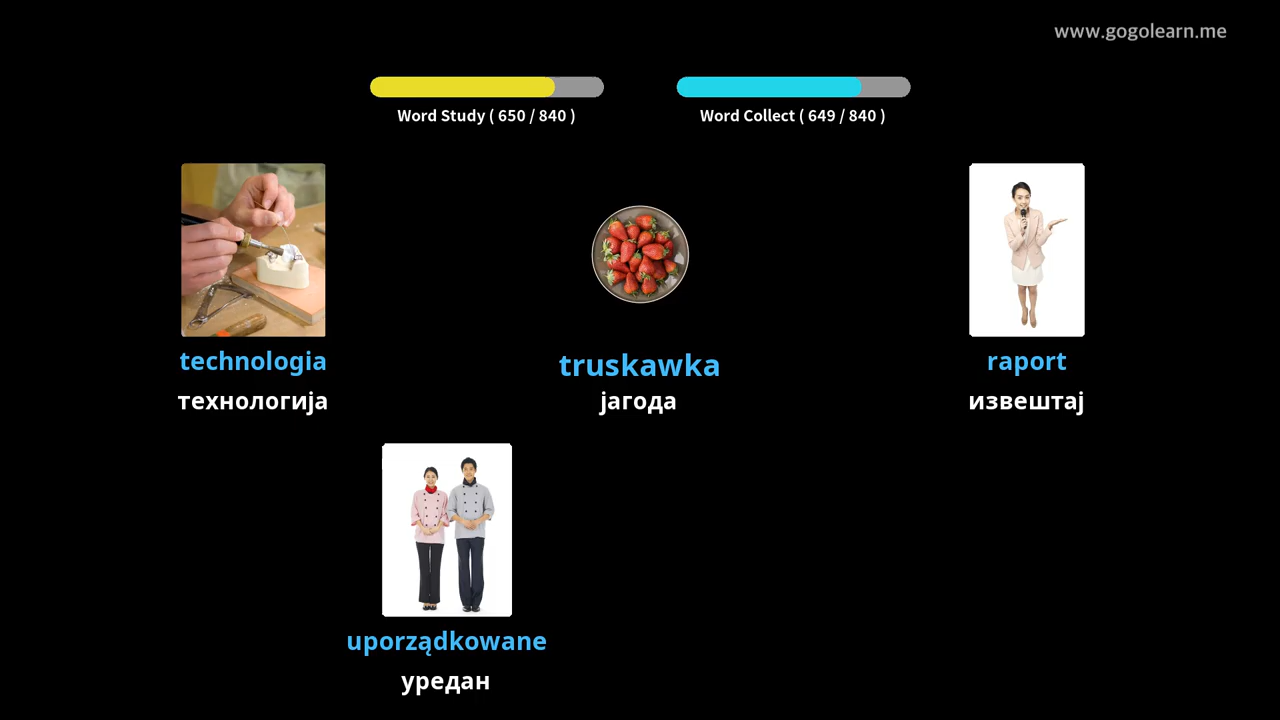 www.gogolearn.me
Word Study ( 650 / 840 )
Word Collect ( 649 / 840 )
technologia
технологија
truskawka
јагода
raport
извештај
uporządkowane
уредан